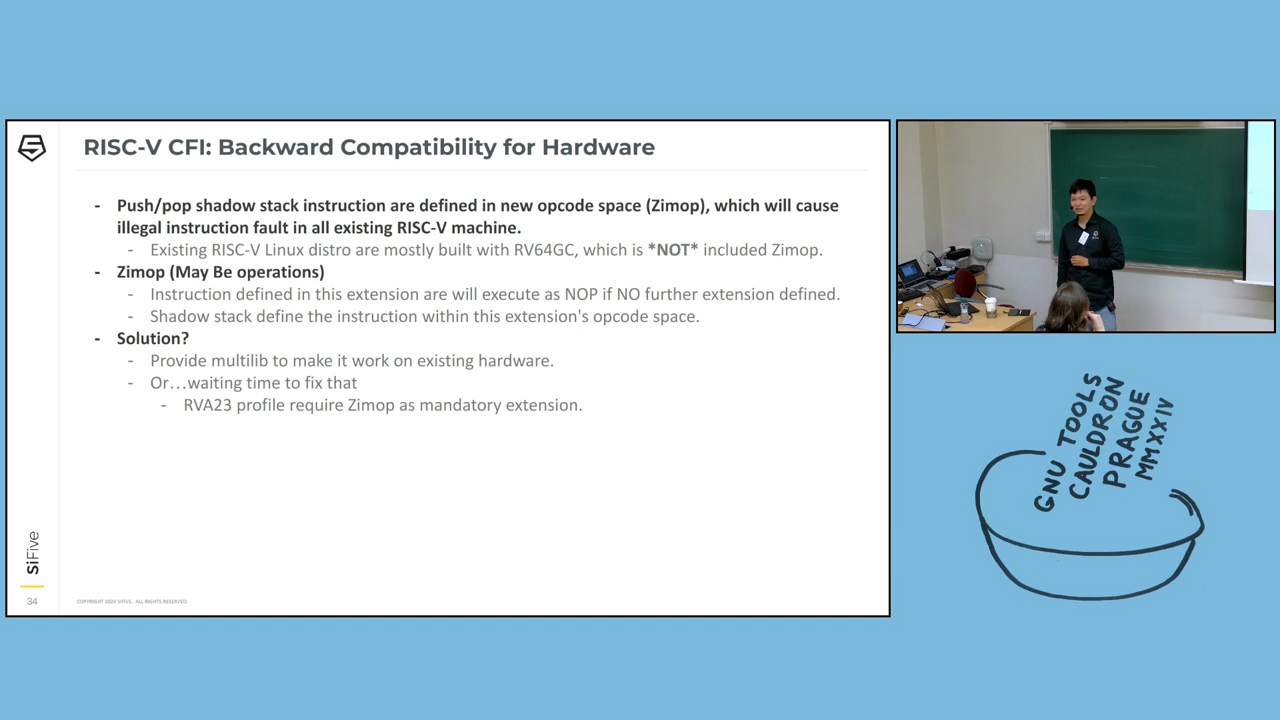 RISC-V CFI: Backward Compatibility for Hardware
- Push/pop shadow stack instruction are defined in new opcode space (Zimop), which will cause
illegal instruction fault in all existing RISC-V machine.
- Existing RISC-V Linux distro are mostly built with RV64GC, which is *NOT* included Zimop.
- Zimop (May Be operations)
- Instruction defined in this extension are will execute as NOP if NO further extension defined.
- Shadow stack define the instruction within this extension's opcode space.
- Solution?
- Provide multilib to make it work on existing hardware.
- Or...waiting time to fix that
- RVA23 profile require Zimop as mandatory extension.
SiFive
34
COPYRIGHT 2024 SIFIVE. ALL RIGHTS RESERVED.
GNU TOOLS
CAULDRON
PRAGUE
MMXXIV